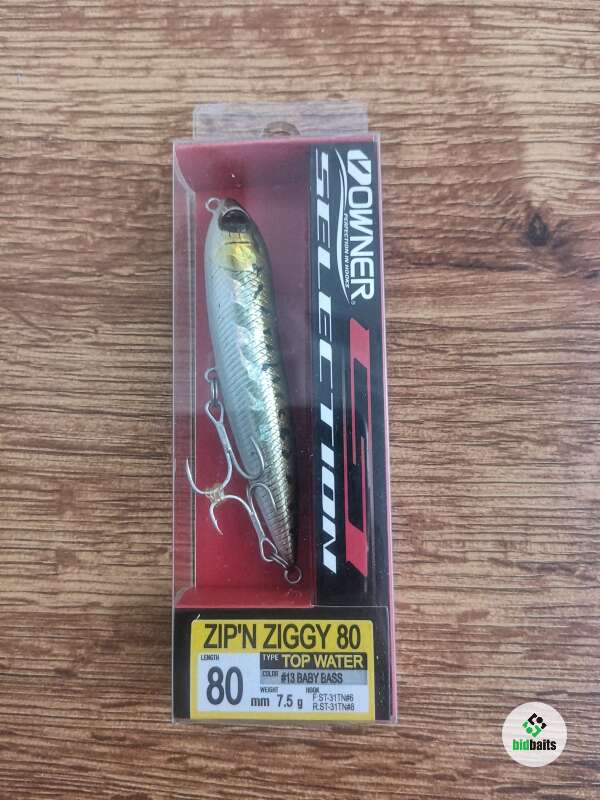 OWNER
PERFECTION IN HOOKS
SELECTION
ZIP'N ZIGGY 80
LENGTH
80 mm
TYPE TOP WATER
COLOR #13 BABY BASS
WEIGHT 7.5 g
HOOK
F:ST-31TN#6
R:ST-31TN#8
bidbaits